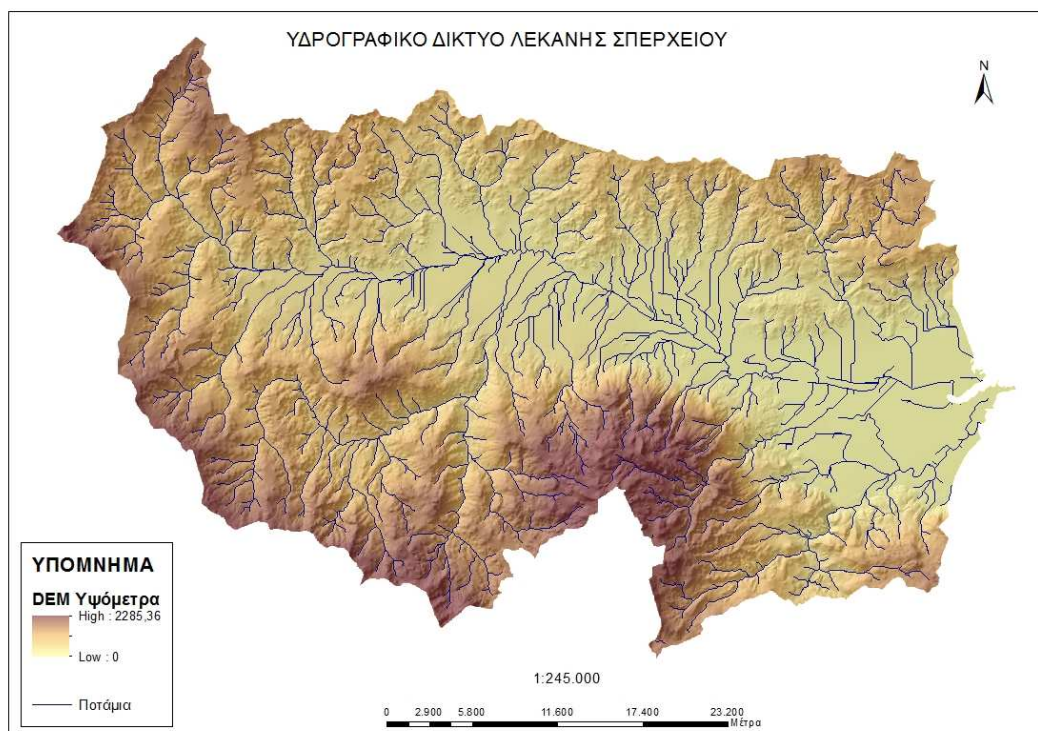 ΥΔΡΟΓΡΑΦΙΚΟ ΔΙΚΤΥΟ ΛΕΚΑΝΗΣ ΣΠΕΡΧΕΙΟΥ
N
ΥΠΟΜΝΗΜΑ
DEM Υψόμετρα
High : 2285,36
Low : 0
Ποτάμια
1:245.000
0 2.900 5.800 11.600 17.400 23.200
Μέτρα